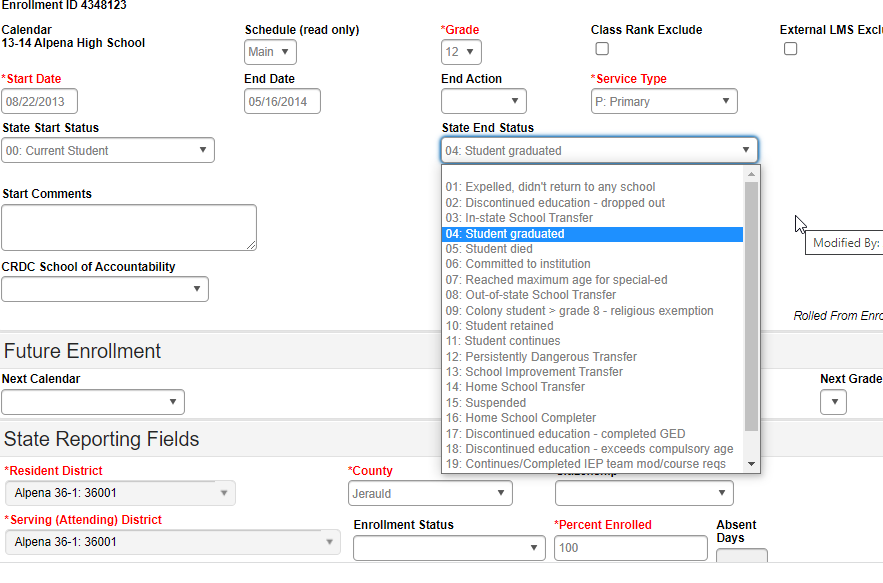 Enrollment ID 4348123
Calendar
13-14 Alpena High School
Schedule (read only)
Main
*Grade
12
Class Rank Exclude
External LMS Excl
*Start Date
08/22/2013
End Date
05/16/2014
End Action
*Service Type
P: Primary
State Start Status
00: Current Student
State End Status
04: Student graduated
01: Expelled, didn't return to any school
02: Discontinued education - dropped out
03: In-state School Transfer
04: Student graduated
05: Student died
06: Committed to institution
07: Reached maximum age for special-ed
08: Out-of-state School Transfer
09: Colony student > grade 8 - religious exemption
10: Student retained
11: Student continues
12: Persistently Dangerous Transfer
13: School Improvement Transfer
14: Home School Transfer
15: Suspended
16: Home School Completer
17: Discontinued education - completed GED
18: Discontinued education - exceeds compulsory age
19: Continues/Completed IEP team mod/course reqs
Start Comments
CRDC School of Accountability
Modified By:
Rolled From Enro
Future Enrollment
Next Calendar
Next Grade
State Reporting Fields
*Resident District
Alpena 36-1: 36001
*County
Jerauld
*Serving (Attending) District
Alpena 36-1: 36001
Enrollment Status
*Percent Enrolled
100
Absent
Days